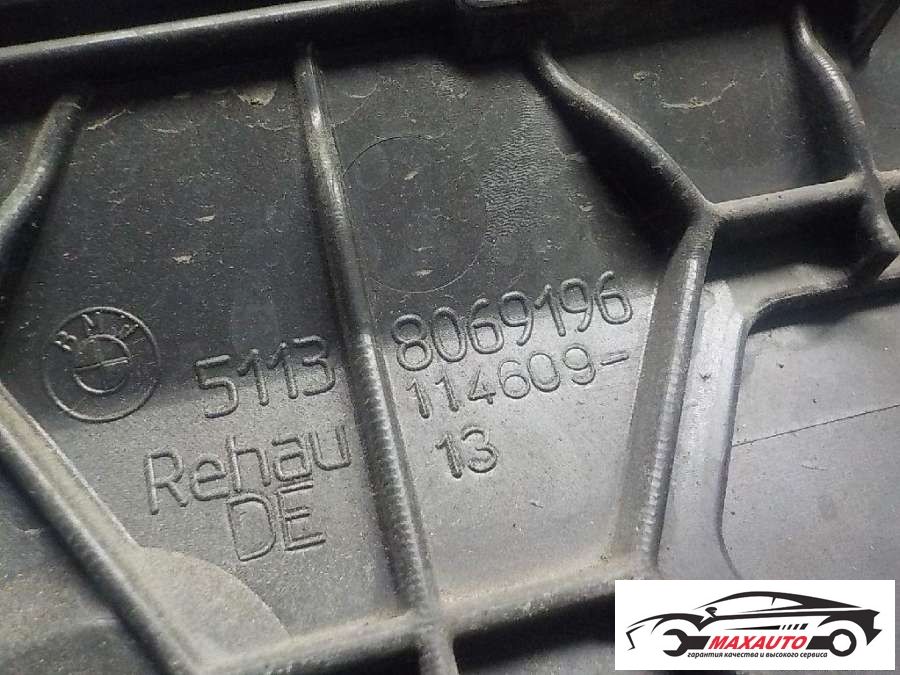 BMW
5113 8069196
114609-
Rehau 13
DE
MAXAUTO
гарантия качества и высокого сервиса